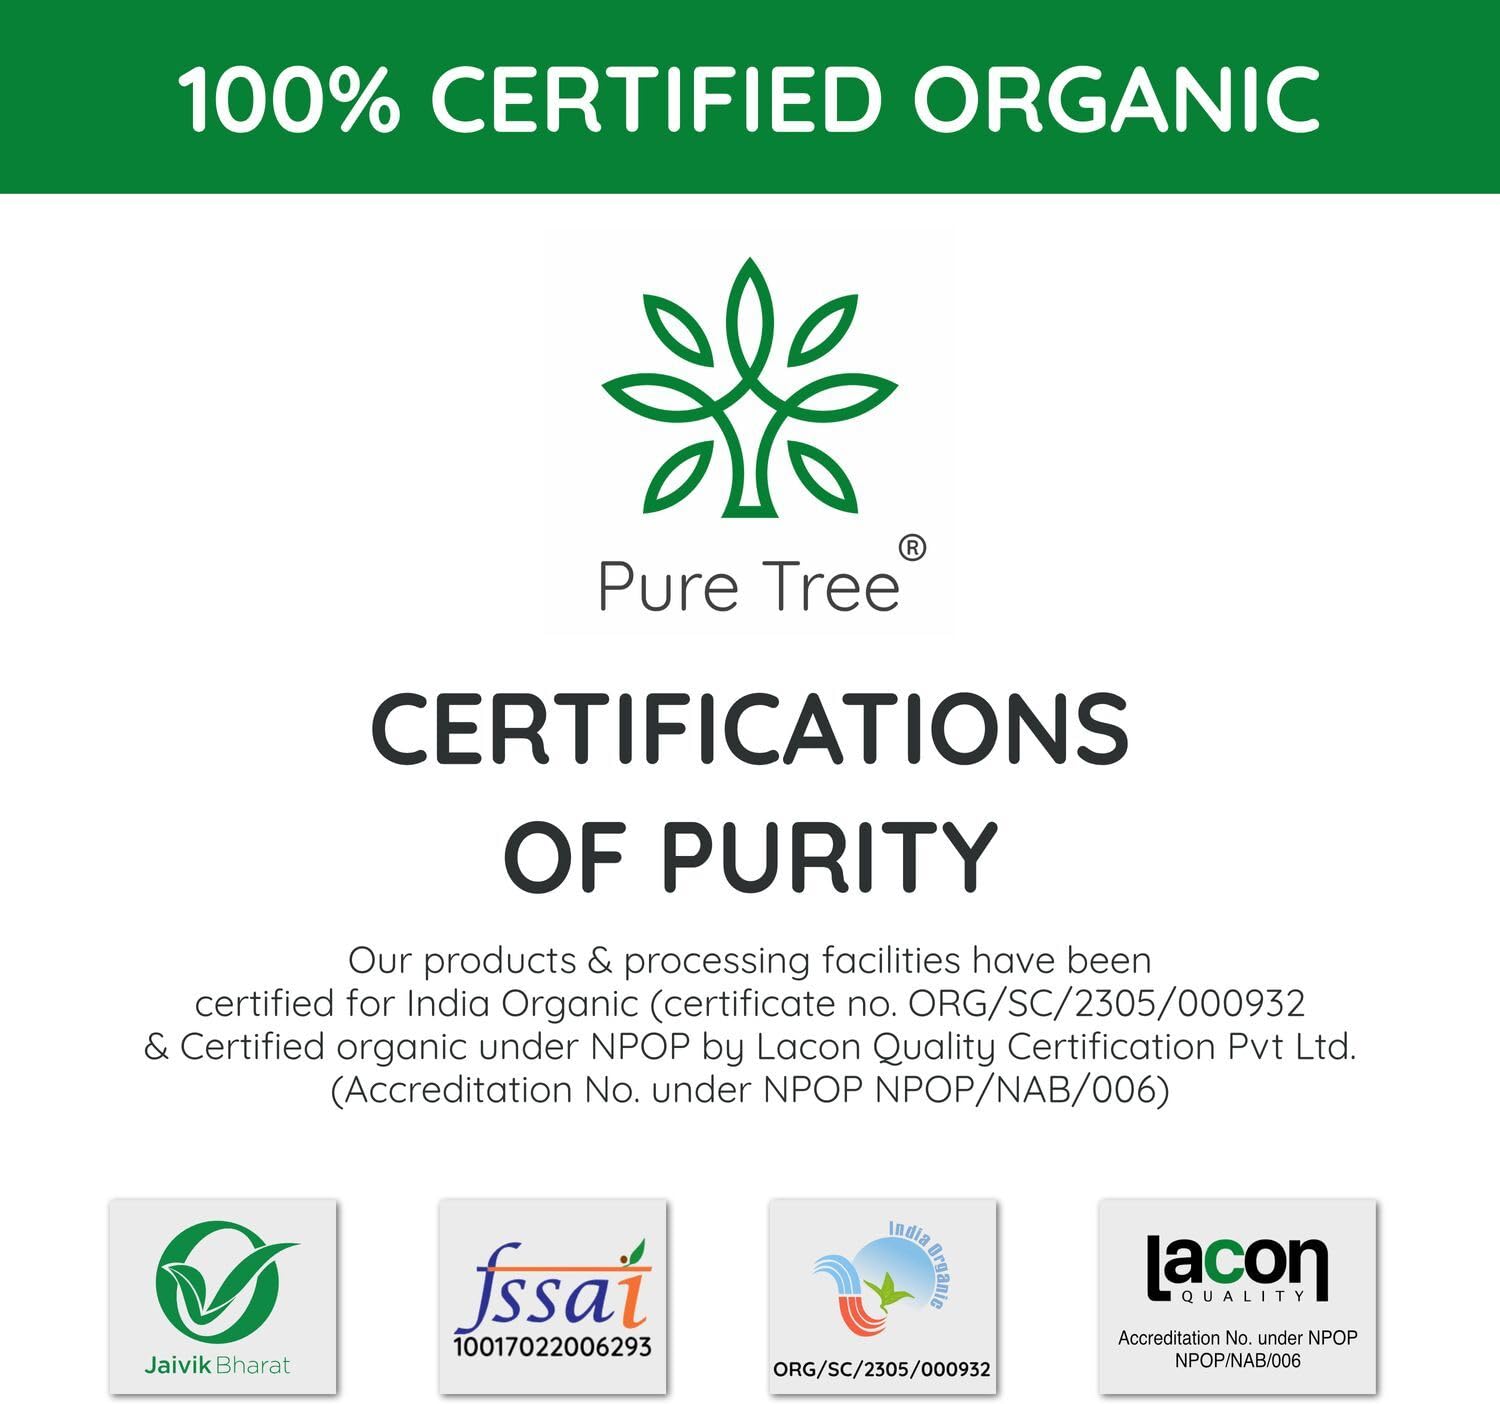 100% CERTIFIED ORGANIC
Pure Tree®
CERTIFICATIONS
OF PURITY
Our products & processing facilities have been
certified for India Organic (certificate no. ORG/SC/2305/000932
& Certified organic under NPOP by Lacon Quality Certification Pvt Ltd.
(Accreditation No. under NPOP NPOP/NAB/006)
Jaivik Bharat
fssai
10017022006293
India Organic
ORG/SC/2305/000932
lacon
QUALITY
Accreditation No. under NPOP
NPOP/NAB/006